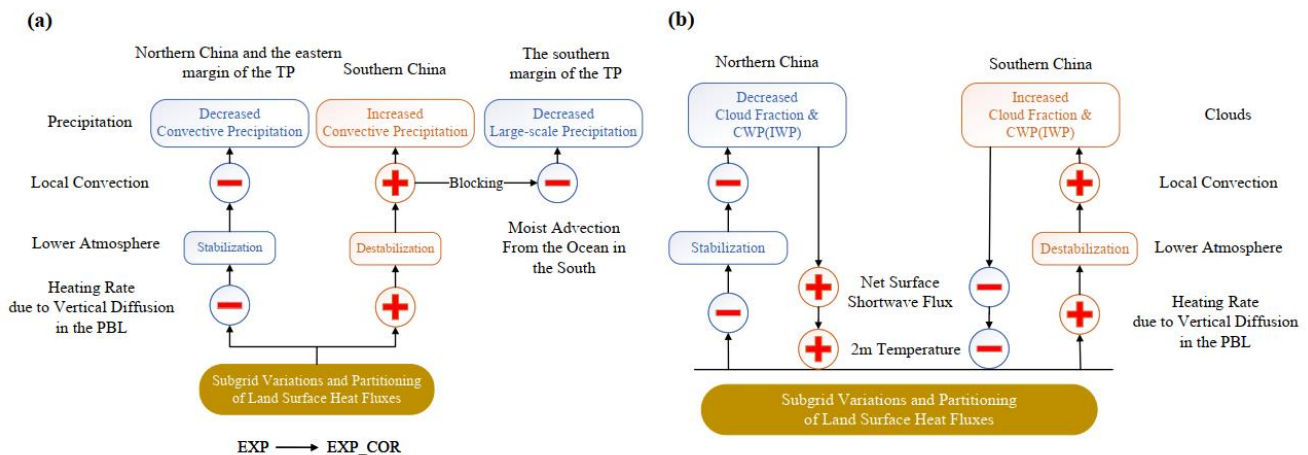 (a)
Northern China and the eastern
margin of the TP
Southern China
The southern
margin of the TP
Precipitation
Decreased
Convective Precipitation
Increased
Convective Precipitation
Decreased
Large-scale Precipitation
Local Convection
Blocking
Moist Advection
From the Ocean in
the South
Lower Atmosphere
Stabilization
Destabilization
Heating Rate
due to Vertical Diffusion
in the PBL
Subgrid Variations and Partitioning
of Land Surface Heat Fluxes
EXP
EXP_COR
(b)
Northern China
Southern China
Decreased
Cloud Fraction &
CWP(IWP)
Increased
Cloud Fraction &
CWP(IWP)
Clouds
Local Convection
Stabilization
Destabilization
Lower Atmosphere
Net Surface
Shortwave Flux
Heating Rate
due to Vertical Diffusion
in the PBL
2m Temperature
Subgrid Variations and Partitioning
of Land Surface Heat Fluxes